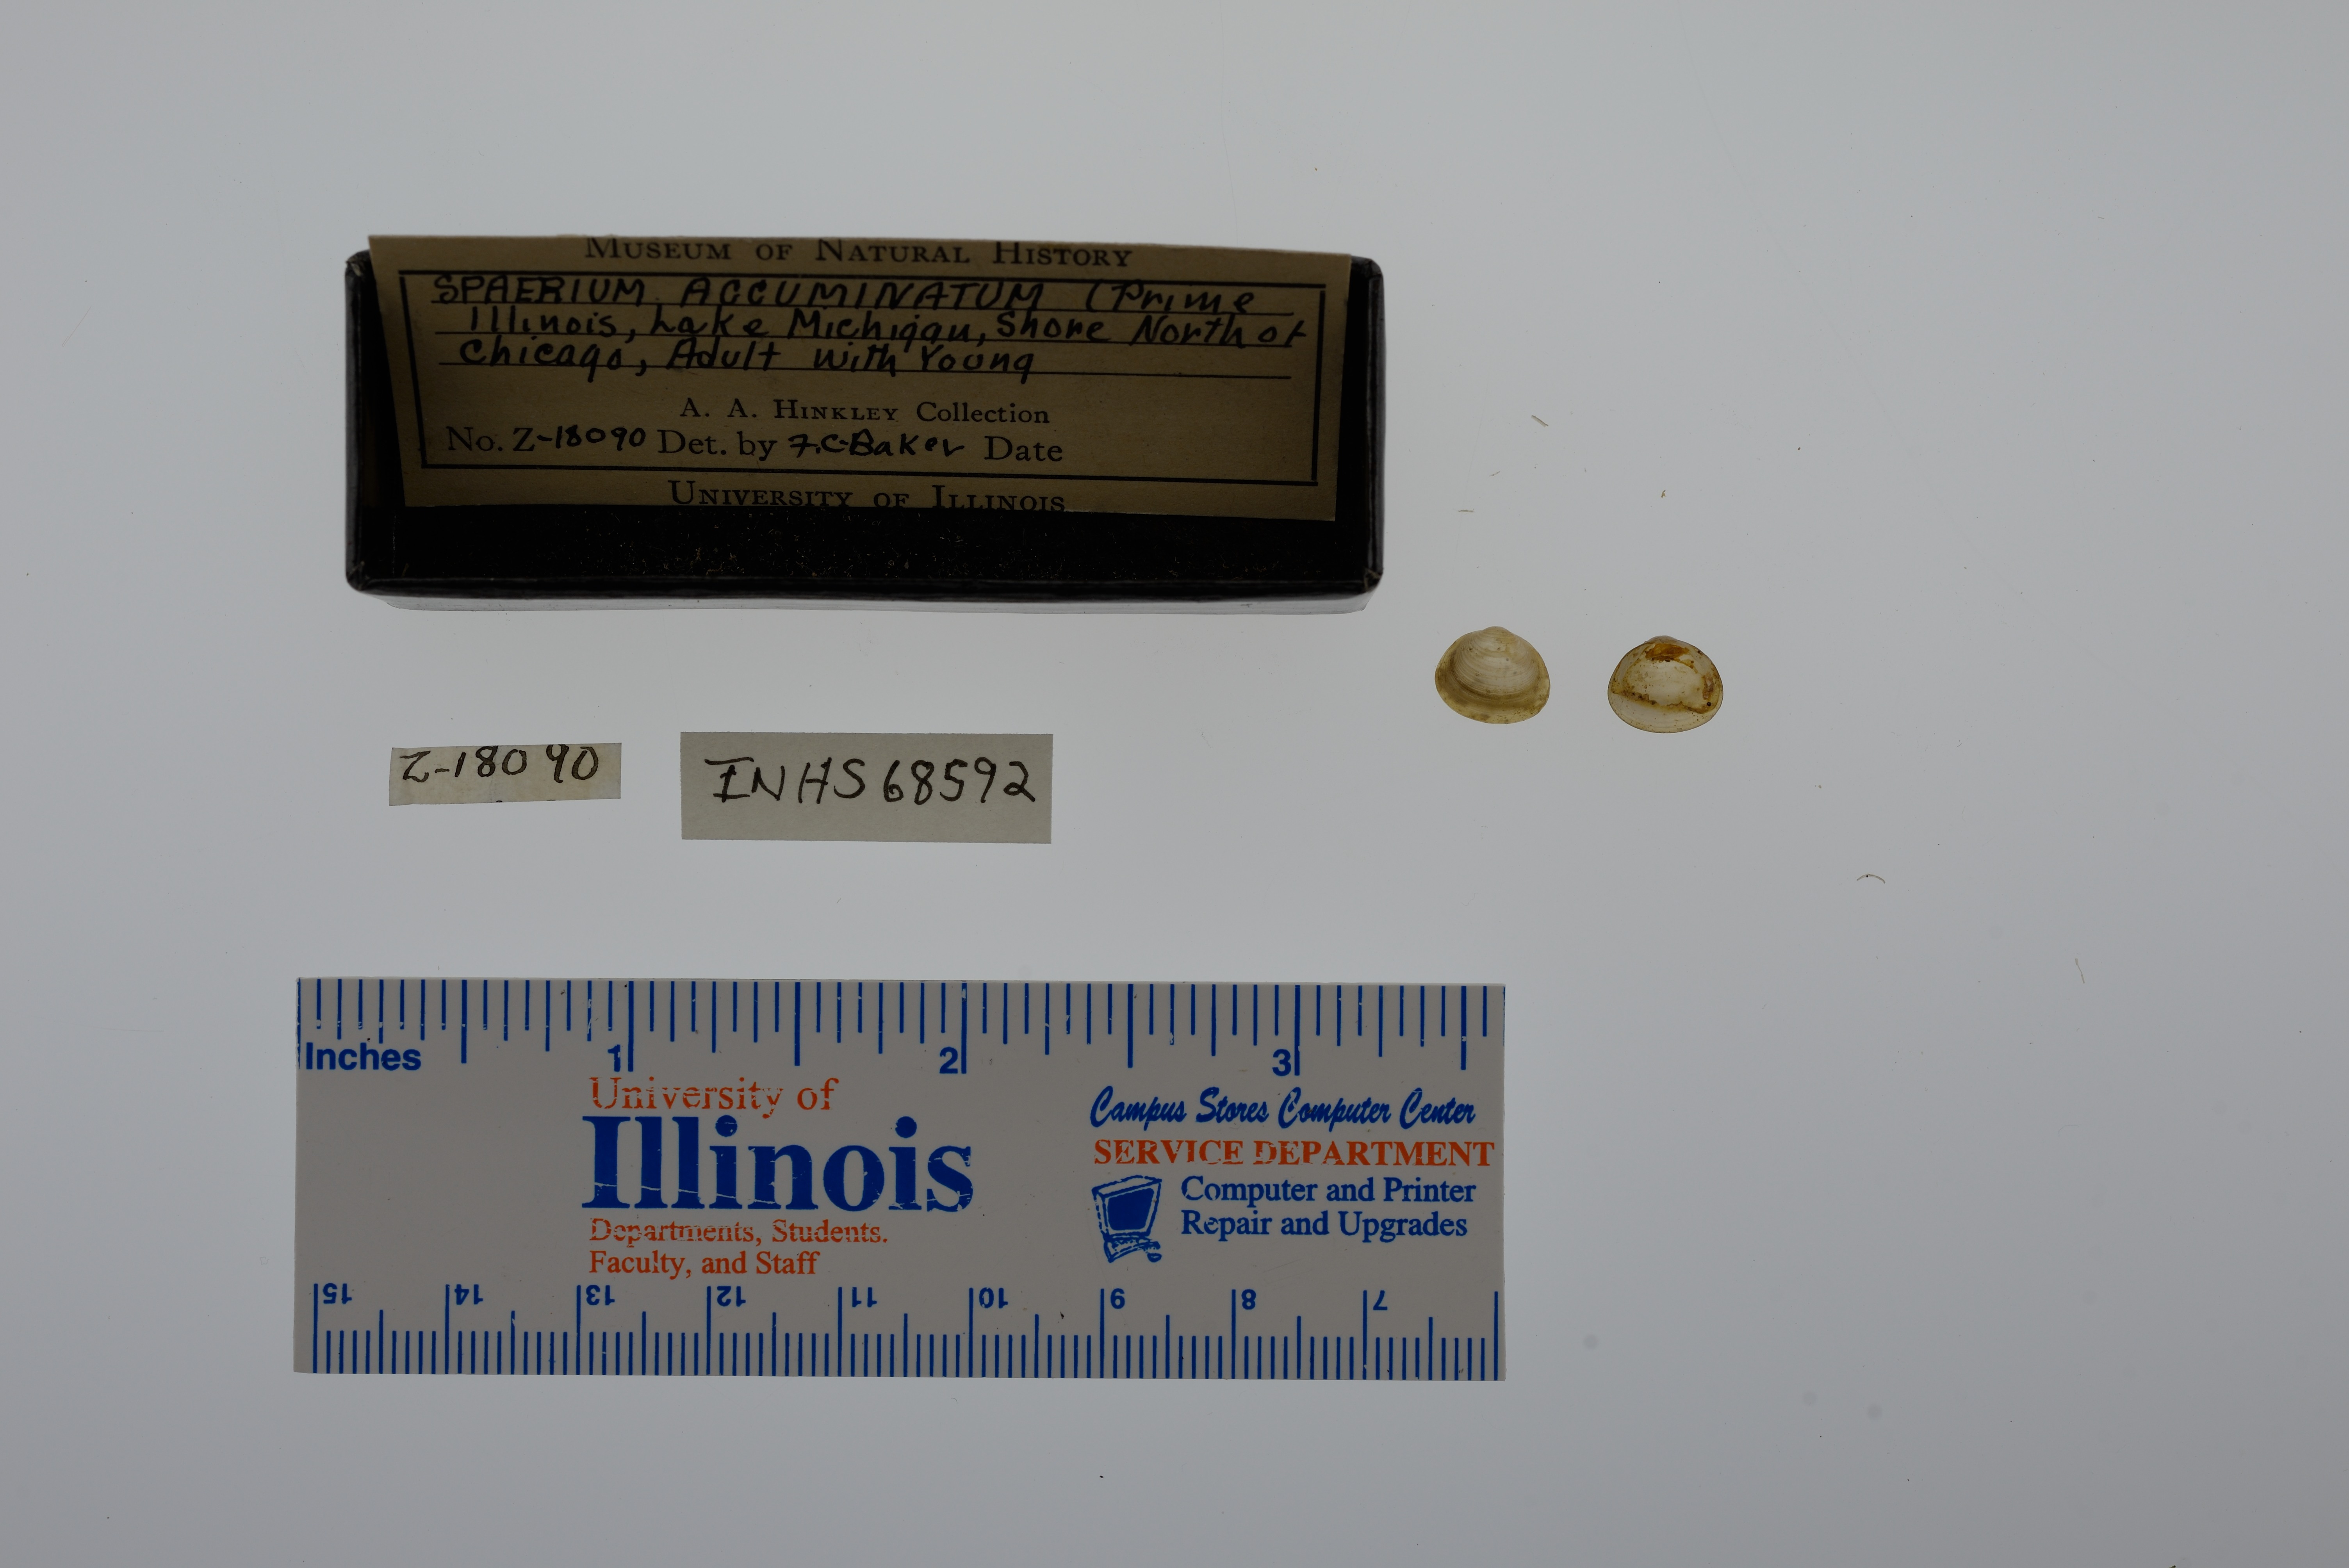 MUSEUM OF NATURAL HISTORY
SPAERIUM ACCUMINATUM (Prime
Illinois, Lake Michigan, Shore North of
Chicago, Adult with Young
A. A. HINKLEY Collection
No. Z-18090 Det. by F.C. Baker Date
UNIVERSITY OF ILLINOIS
Z-18090
INHS68592
Inches 1 2 3
University of
Illinois
Departments, Students.
Faculty, and Staff
Campus Stores Computer Center
SERVICE DEPARTMENT
Computer and Printer
Repair and Upgrades
15 14 13 12 11 10 9 8 7